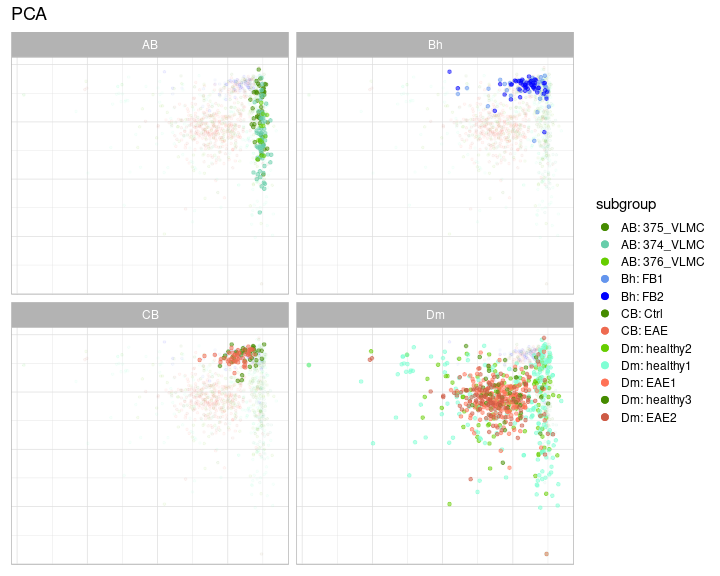 PCA
AB
Bh
CB
Dm
subgroup
AB: 375_VLMC
AB: 374_VLMC
AB: 376_VLMC
Bh: FB1
Bh: FB2
CB: Ctrl
CB: EAE
Dm: healthy2
Dm: healthy1
Dm: EAE1
Dm: healthy3
Dm: EAE2